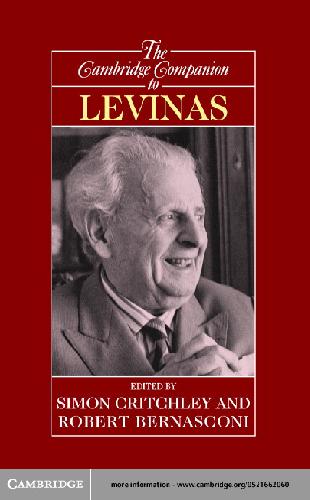 The
Cambridge Companion
to
LEVINAS
EDITED BY
SIMON CRITCHLEY AND
ROBERT BERNASCONI
CAMBRIDGE
more information - www.cambridge.org/0521662060